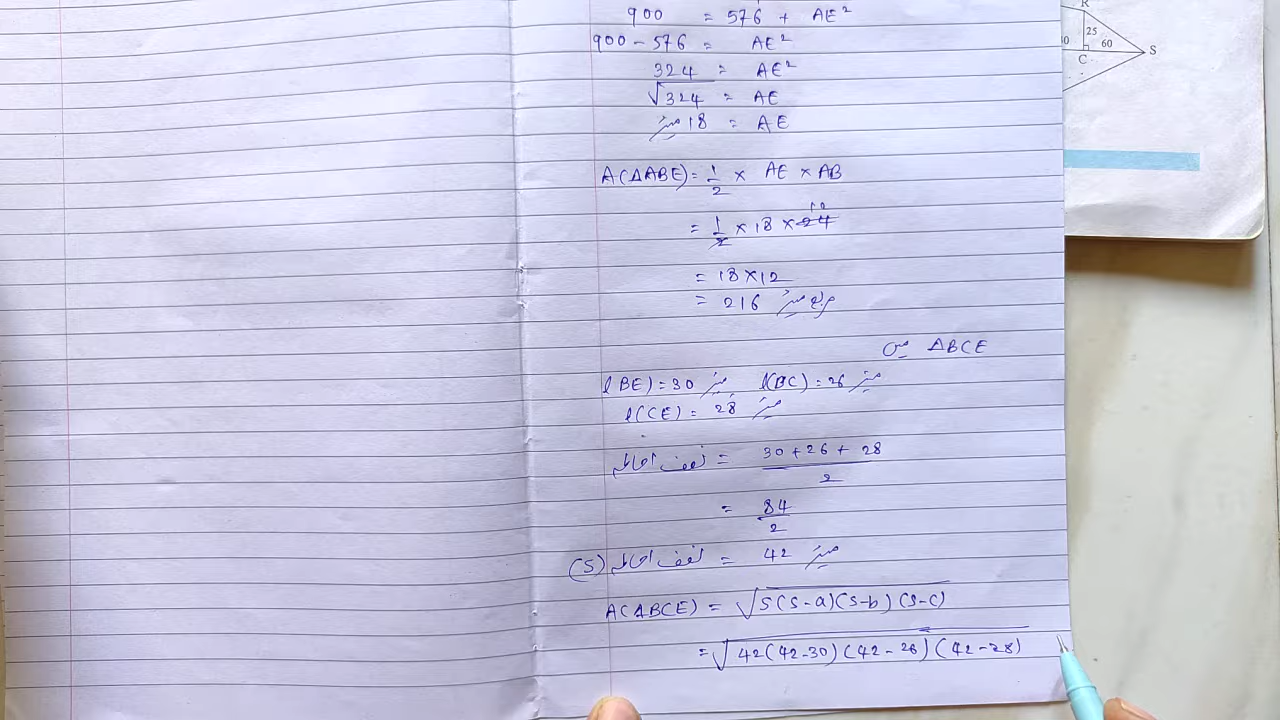 900 = 576 + AE²
900 - 576 = AE²
324 = AE²
√324 = AE
میٹر 18 = AE
A(ΔABE) = 1/2 × AE × AB
= 1/2 × 18 × 24 12
= 18 × 12
= 216 مربع میٹر
ΔBCE میں
l(BE) = 30 میٹر l(BC) = 26 میٹر
l(CE) = 28 میٹر
نصف احاطہ = 30 + 26 + 28 / 2
= 84/2
(S) نصف احاطہ = 42 میٹر
A(ΔBCE) = √S(S-a)(S-b)(S-c)
= √42(42-30)(42-26)(42-28)
R
25
60
S
C